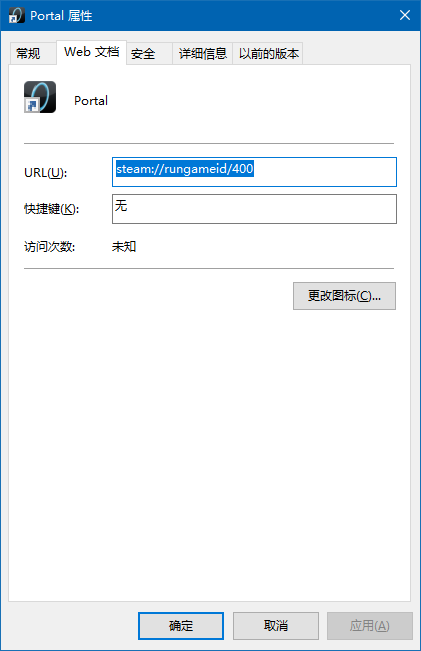 Portal 属性
常规 Web 文档 安全 详细信息 以前的版本
Portal
URL(U): steam://rungameid/400
快捷键(K): 无
访问次数: 未知
更改图标(C)...
确定 取消 应用(A)